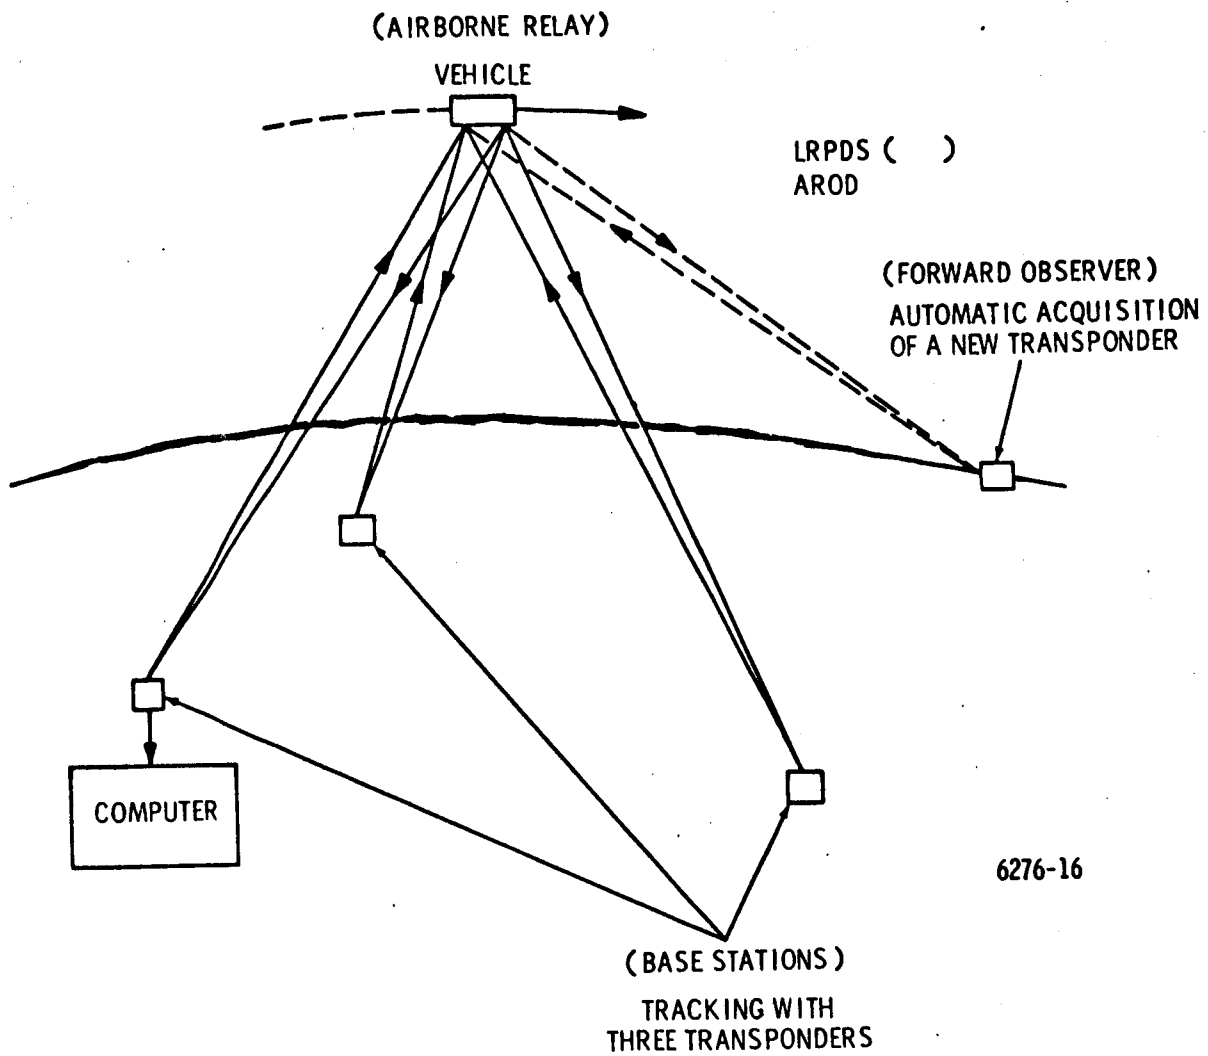 (AIRBORNE RELAY)
VEHICLE
LRPDS ( )
AROD
(FORWARD OBSERVER)
AUTOMATIC ACQUISITION
OF A NEW TRANSPONDER
COMPUTER
6276-16
(BASE STATIONS)
TRACKING WITH
THREE TRANSPONDERS